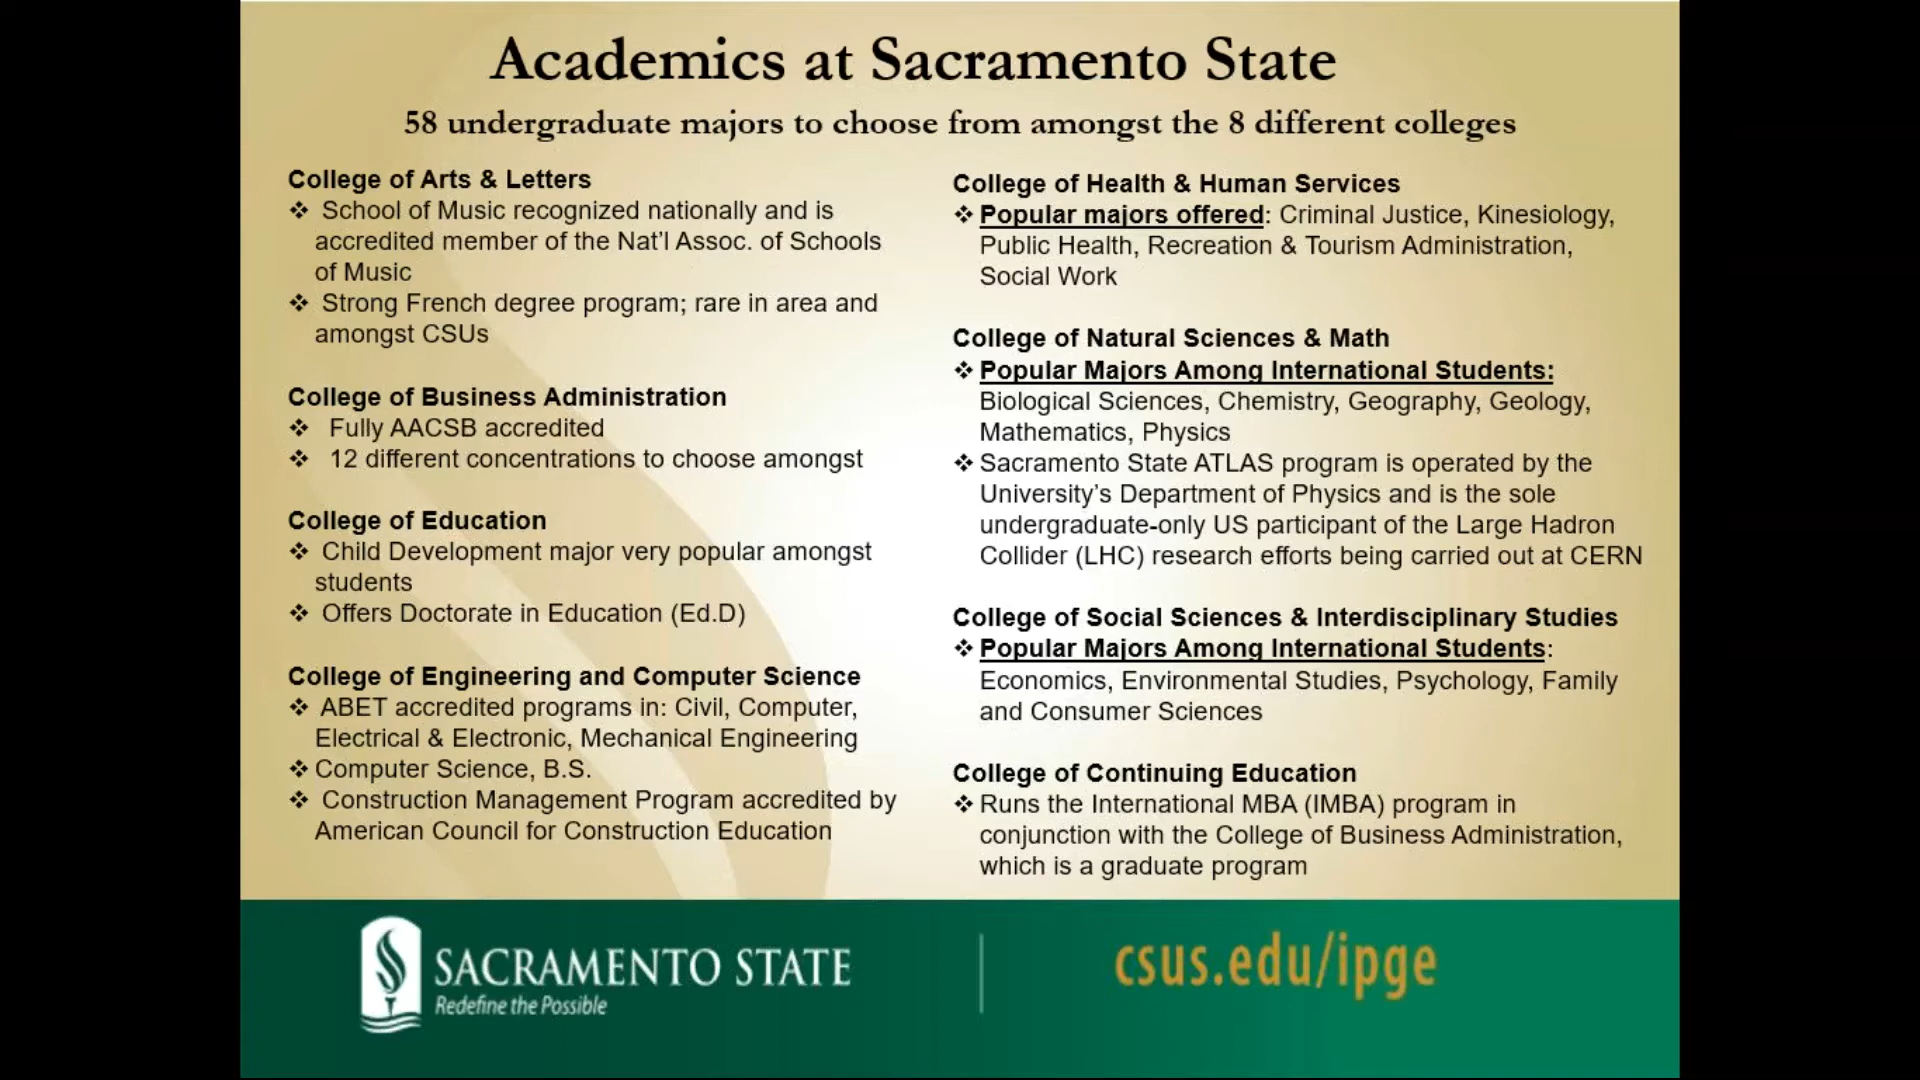 Academics at Sacramento State
58 undergraduate majors to choose from amongst the 8 different colleges
College of Arts & Letters
❖ School of Music recognized nationally and is
accredited member of the Nat’l Assoc. of Schools
of Music
❖ Strong French degree program; rare in area and
amongst CSUs
College of Business Administration
❖ Fully AACSB accredited
❖ 12 different concentrations to choose amongst
College of Education
❖ Child Development major very popular amongst
students
❖ Offers Doctorate in Education (Ed.D)
College of Engineering and Computer Science
❖ ABET accredited programs in: Civil, Computer,
Electrical & Electronic, Mechanical Engineering
❖ Computer Science, B.S.
❖ Construction Management Program accredited by
American Council for Construction Education
College of Health & Human Services
❖ Popular majors offered: Criminal Justice, Kinesiology,
Public Health, Recreation & Tourism Administration,
Social Work
College of Natural Sciences & Math
❖ Popular Majors Among International Students:
Biological Sciences, Chemistry, Geography, Geology,
Mathematics, Physics
❖ Sacramento State ATLAS program is operated by the
University’s Department of Physics and is the sole
undergraduate-only US participant of the Large Hadron
Collider (LHC) research efforts being carried out at CERN
College of Social Sciences & Interdisciplinary Studies
❖ Popular Majors Among International Students:
Economics, Environmental Studies, Psychology, Family
and Consumer Sciences
College of Continuing Education
❖ Runs the International MBA (IMBA) program in
conjunction with the College of Business Administration,
which is a graduate program
SACRAMENTO STATE
Redefine the Possible
csus.edu/ipge